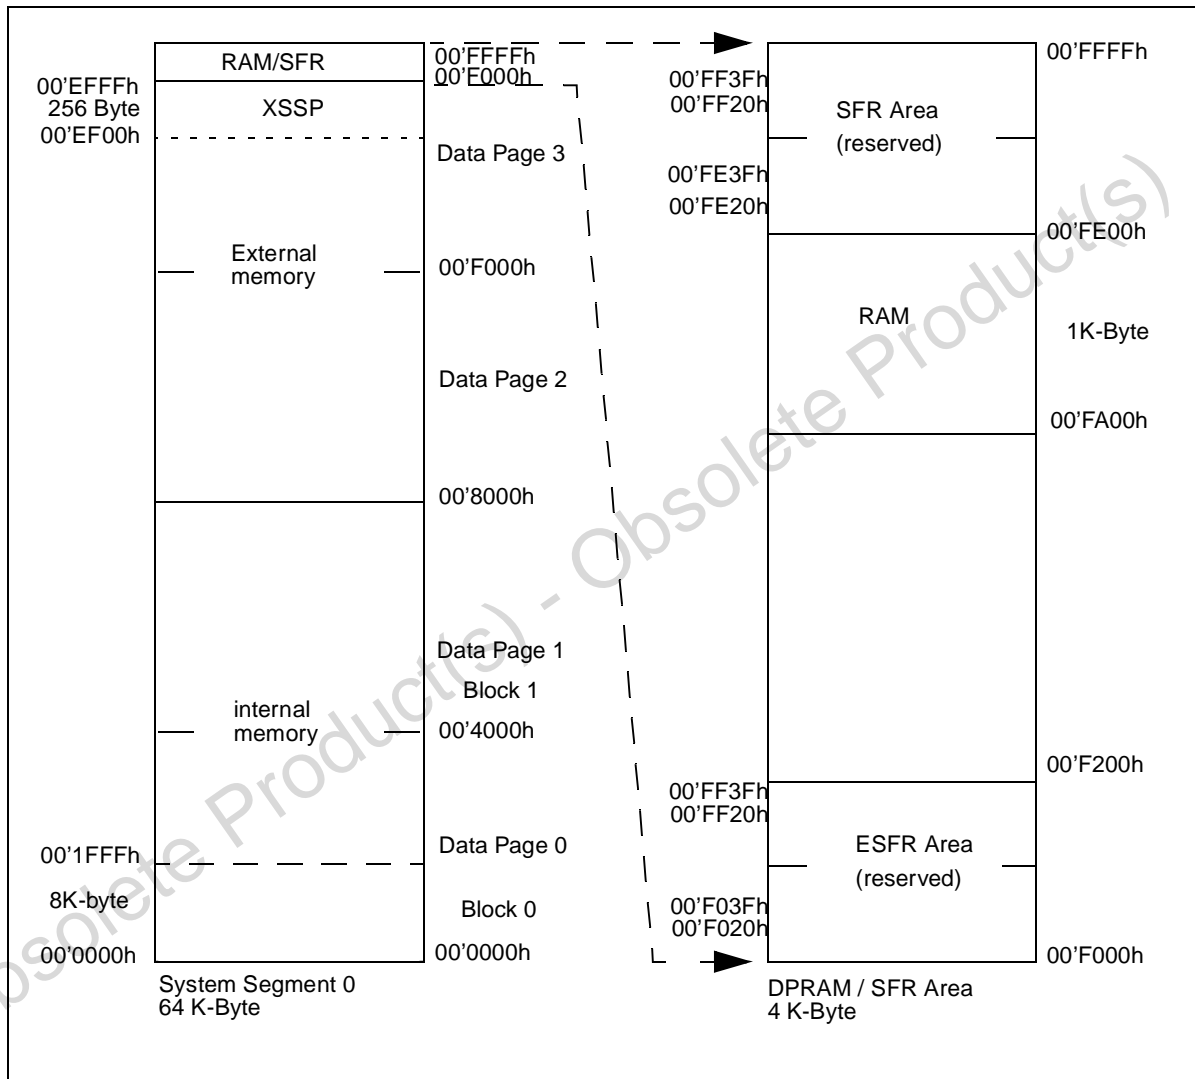 RAM/SFR
00'FFFFh
00'F000h
00'EFFFh
256 Byte
XSSP
00'EF00h
Data Page 3
External
memory
00'F000h
Data Page 2
00'8000h
Data Page 1
Block 1
internal
memory
00'4000h
00'1FFFh
Data Page 0
8K-byte
Block 0
00'0000h
00'0000h
System Segment 0
64 K-Byte
00'FFFFh
00'FF3Fh
00'FF20h
SFR Area
(reserved)
00'FE3Fh
00'FE20h
00'FE00h
RAM
1K-Byte
00'FA00h
00'F200h
00'FF3Fh
00'FF20h
ESFR Area
(reserved)
00'F03Fh
00'F020h
00'F000h
DPRAM / SFR Area
4 K-Byte
bsolete Product(s) - Obsolete Product(s)